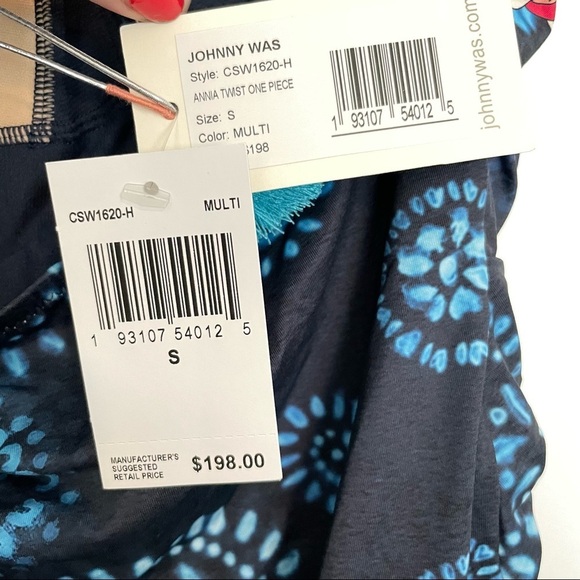 JOHNNY WAS
Style: CSW1620-H
ANNIA TWIST ONE PIECE
Size: S
Color: MULTI
$198
1 93107 54012 5
johnnywas.com
CSW1620-H MULTI
1 93107 54012 5
S
MANUFACTURER'S
SUGGESTED
RETAIL PRICE
$198.00